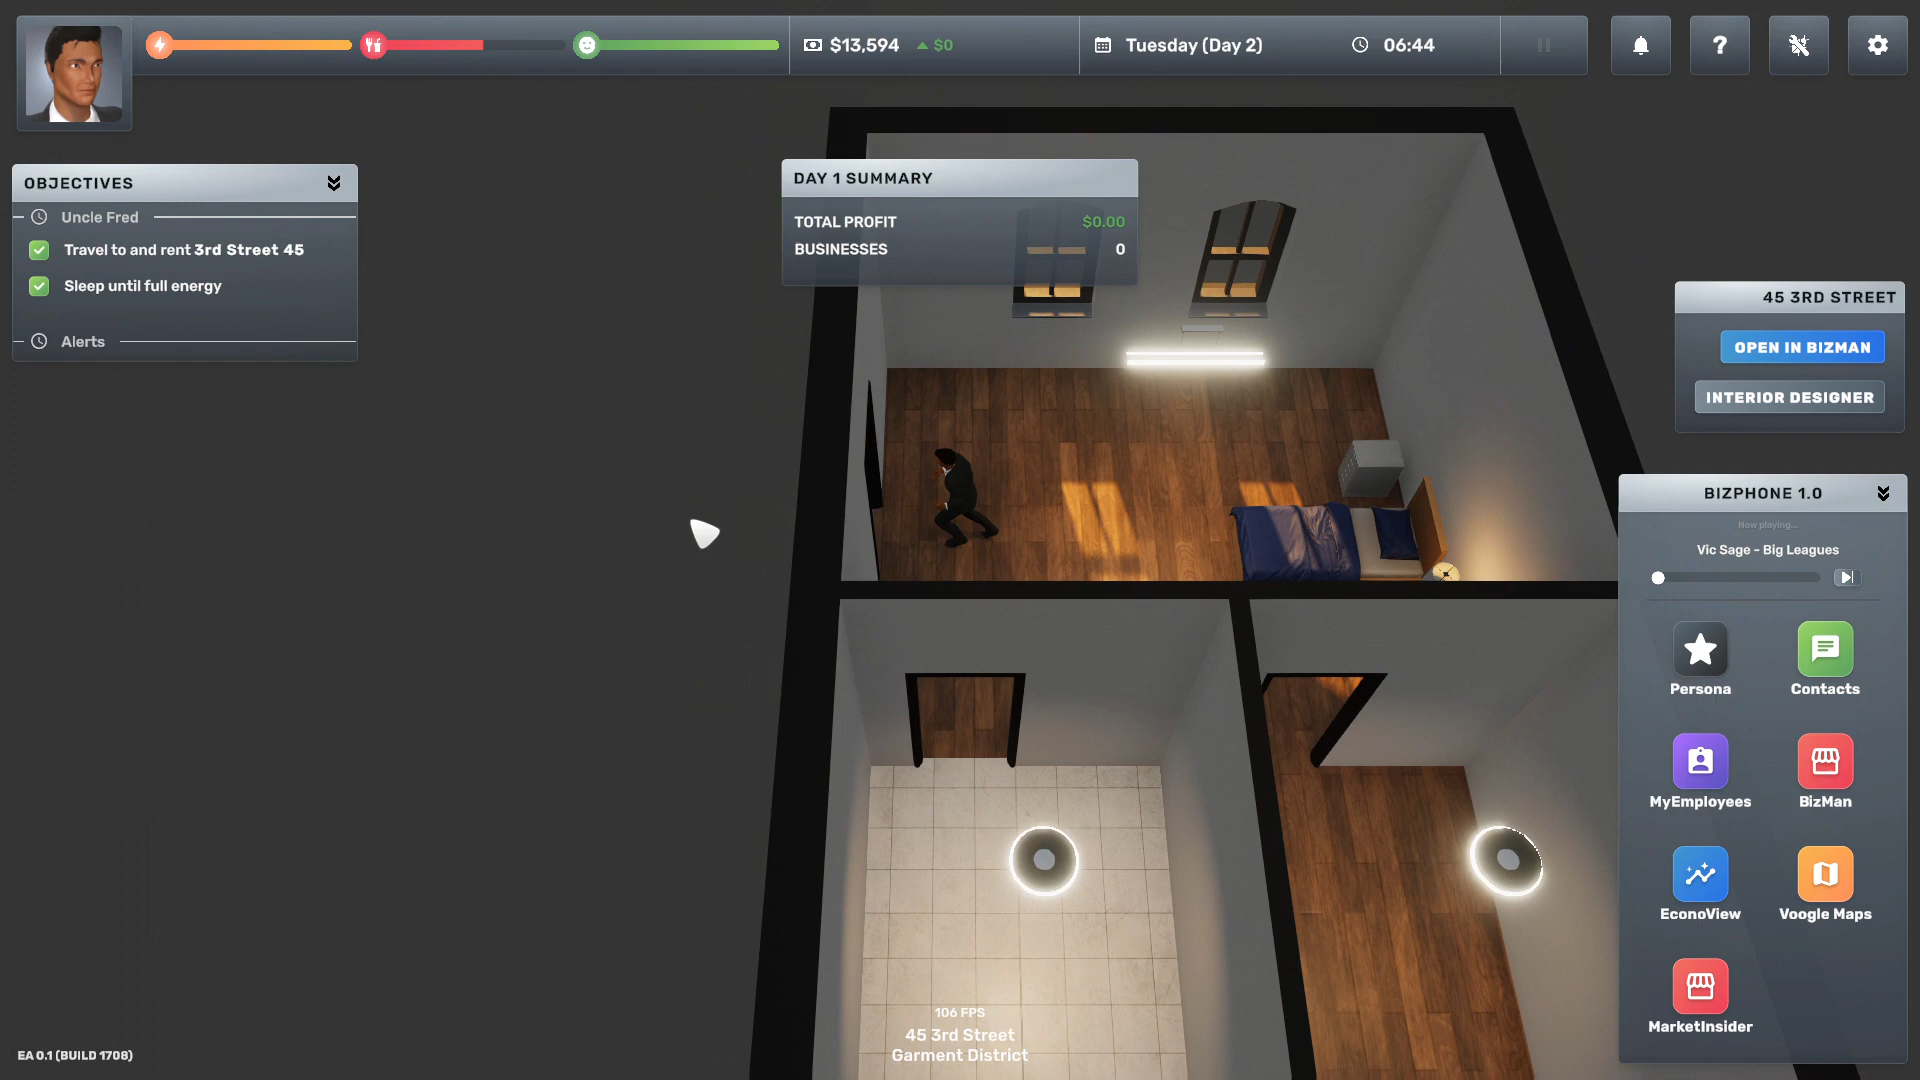 $13,594
$0
Tuesday (Day 2)
06:44
?
OBJECTIVES
Uncle Fred
Travel to and rent 3rd Street 45
Sleep until full energy
Alerts
DAY 1 SUMMARY
TOTAL PROFIT
$0.00
BUSINESSES
0
45 3RD STREET
OPEN IN BIZMAN
INTERIOR DESIGNER
BIZPHONE 1.0
Now playing...
Vic Sage - Big Leagues
Persona
Contacts
MyEmployees
BizMan
EconoView
Voogle Maps
MarketInsider
106 FPS
45 3rd Street
Garment District
EA 0.1 (BUILD 1708)